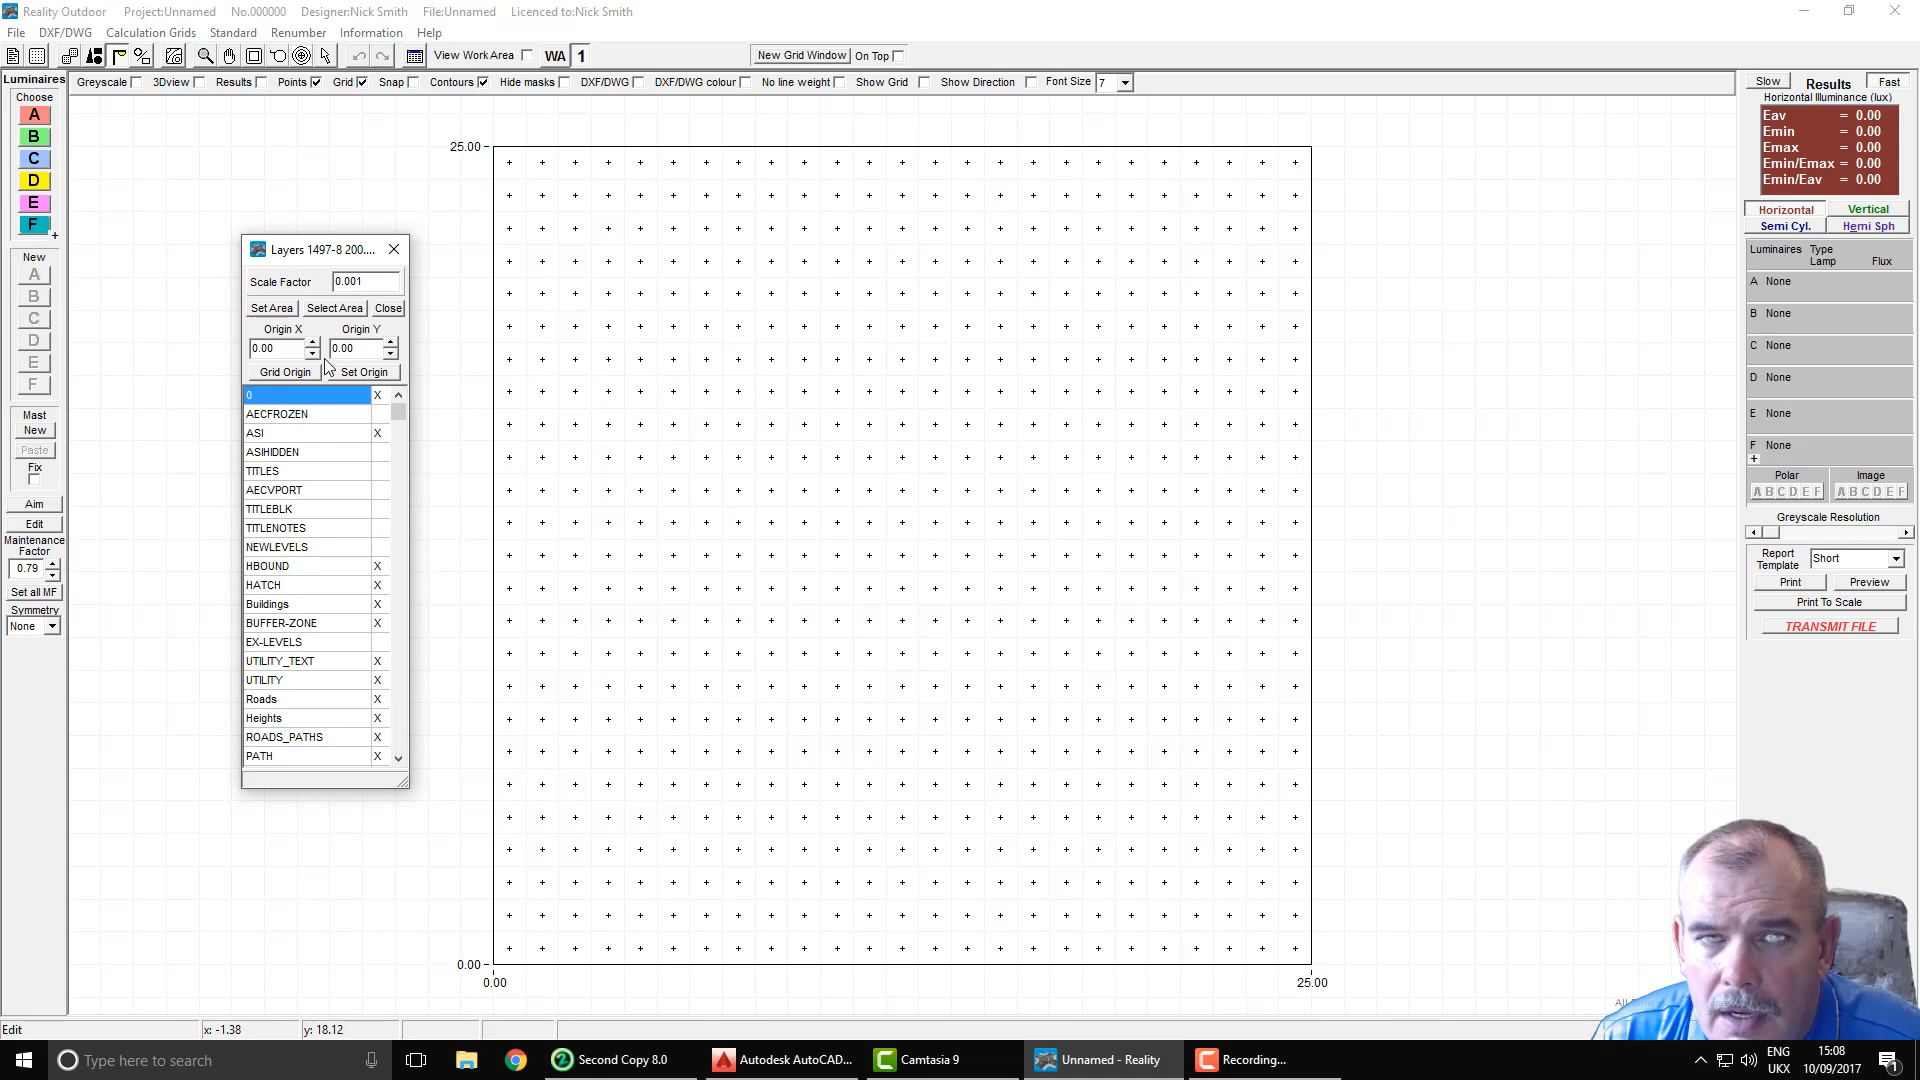 Reality Outdoor Project:Unnamed No.000000 Designer:Nick Smith File:Unnamed Licenced to:Nick Smith
File DXF/DWG Calculation Grids Standard Renumber Information Help
View Work Area WA 1 New Grid Window On Top
Luminaires Greyscale 3Dview Results Points Grid Snap Contours Hide masks DXF/DWG DXF/DWG colour No line weight Show Grid Show Direction Font Size 7
Choose
A
B
C
D
E
F
+
New
A
B
C
D
E
F
Mast
New
Paste
Fix
Aim
Edit
Maintenance
Factor
0.79
Set all MF
Symmetry
None
Layers 1497-8 200....
Scale Factor 0.001
Set Area Select Area Close
Origin X Origin Y
0.00 0.00
Grid Origin Set Origin
0 X
AECFROZEN
ASI X
ASIHIDDEN
TITLES
AECVPORT
TITLEBLK
TITLENOTES
NEWLEVELS
HBOUND X
HATCH X
Buildings X
BUFFER-ZONE X
EX-LEVELS
UTILITY_TEXT X
UTILITY X
Roads X
Heights X
ROADS_PATHS X
PATH X
25.00
0.00
0.00 25.00
Slow Results Fast
Horizontal Illuminance (lux)
Eav = 0.00
Emin = 0.00
Emax = 0.00
Emin/Emax = 0.00
Emin/Eav = 0.00
Horizontal Vertical
Semi Cyl. Hemi Sph
Luminaires Type
Lamp Flux
A None
B None
C None
D None
E None
F None
+
Polar Image
A B C D E F A B C D E F
Greyscale Resolution
Report
Template Short
Print Preview
Print To Scale
TRANSMIT FILE
Edit x: -1.38 y: 18.12
Type here to search Second Copy 8.0 Autodesk AutoCAD... Camtasia 9 Unnamed - Reality Recording...
ENG
UKX
15:08
10/09/2017
1